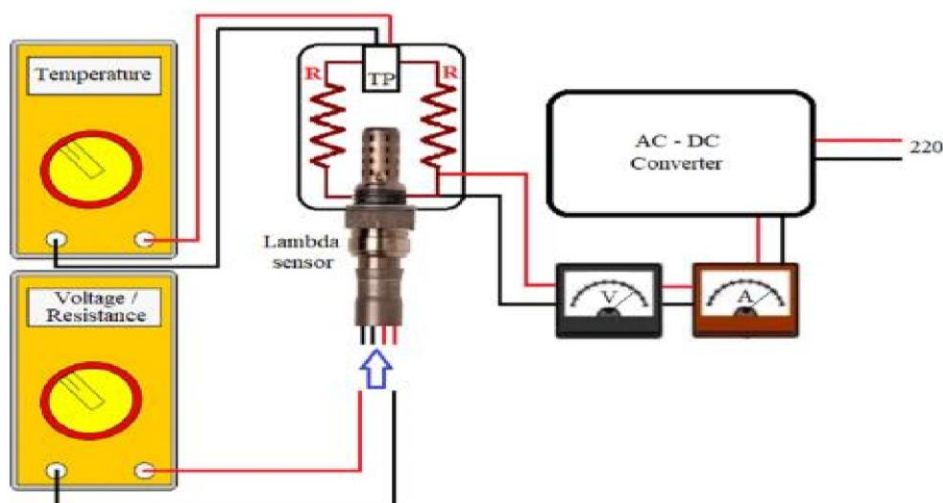 Temperature
R
TP
R
AC - DC
Converter
220
Lambda
sensor
Voltage /
Resistance
V
A